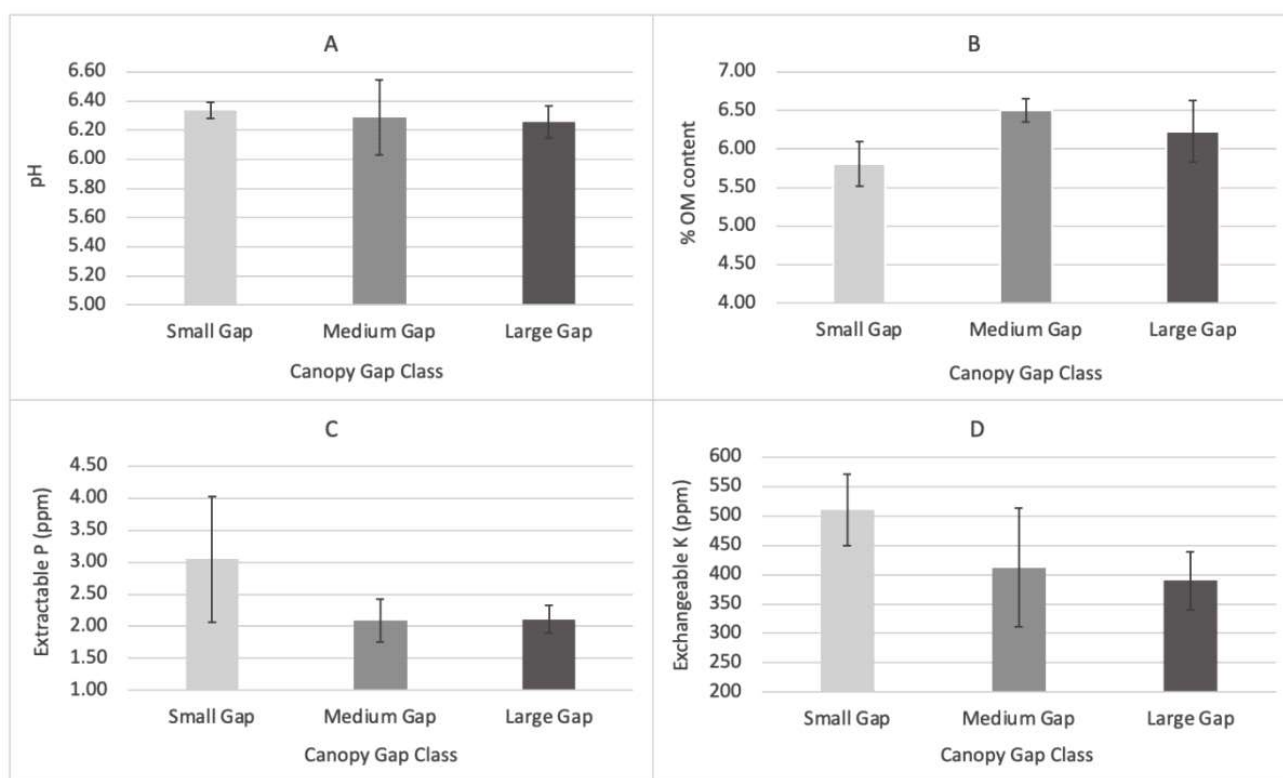 A
pH
6.60
6.40
6.20
6.00
5.80
5.60
5.40
5.20
5.00
Small Gap Medium Gap Large Gap
Canopy Gap Class
B
% OM content
7.00
6.50
6.00
5.50
5.00
4.50
4.00
Small Gap Medium Gap Large Gap
Canopy Gap Class
C
Extractable P (ppm)
4.50
4.00
3.50
3.00
2.50
2.00
1.50
1.00
Small Gap Medium Gap Large Gap
Canopy Gap Class
D
Exchangeable K (ppm)
600
550
500
450
400
350
300
250
200
Small Gap Medium Gap Large Gap
Canopy Gap Class